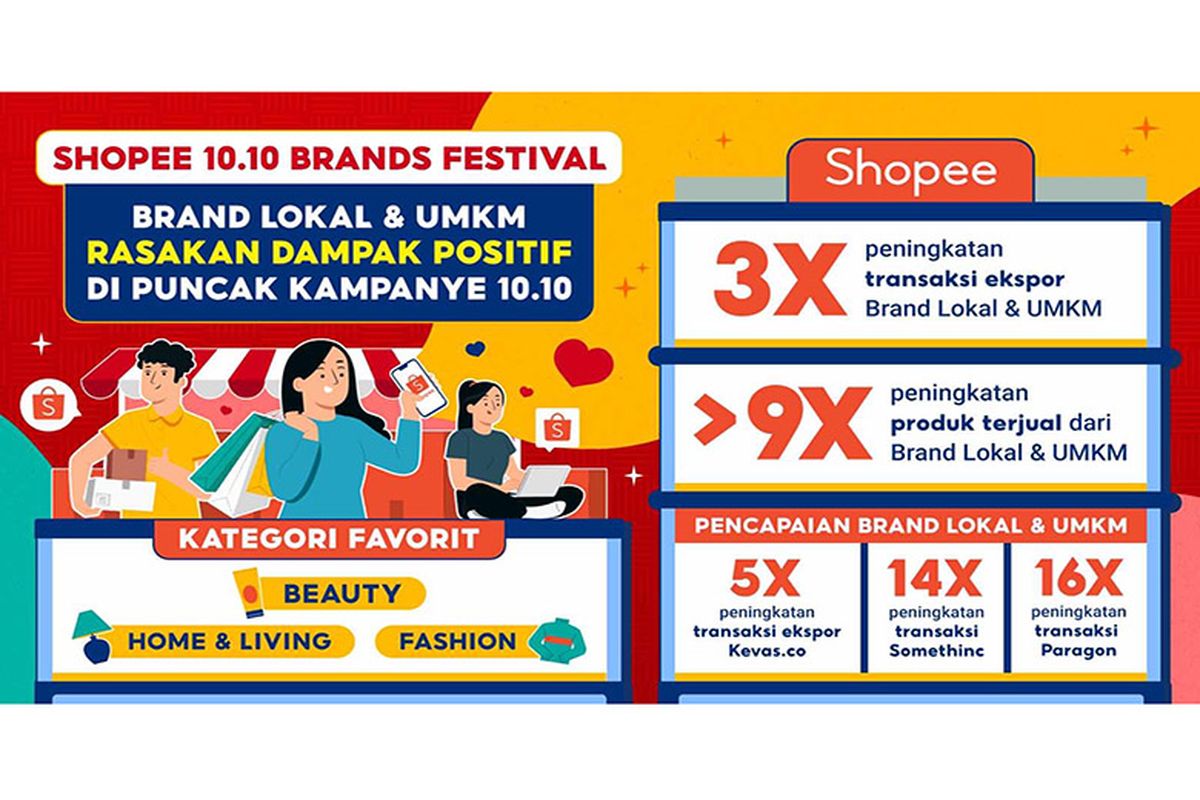 SHOPEE 10.10 BRANDS FESTIVAL
BRAND LOKAL & UMKM
RASAKAN DAMPAK POSITIF
DI PUNCAK KAMPANYE 10.10
KATEGORI FAVORIT
BEAUTY
HOME & LIVING
FASHION
Shopee
3X
peningkatan
transaksi ekspor
Brand Lokal & UMKM
>9X
peningkatan
produk terjual dari
Brand Lokal & UMKM
PENCAPAIAN BRAND LOKAL & UMKM
5X
peningkatan
transaksi ekspor
Kevas.co
14X
peningkatan
transaksi
Somethinc
16X
peningkatan
transaksi
Paragon